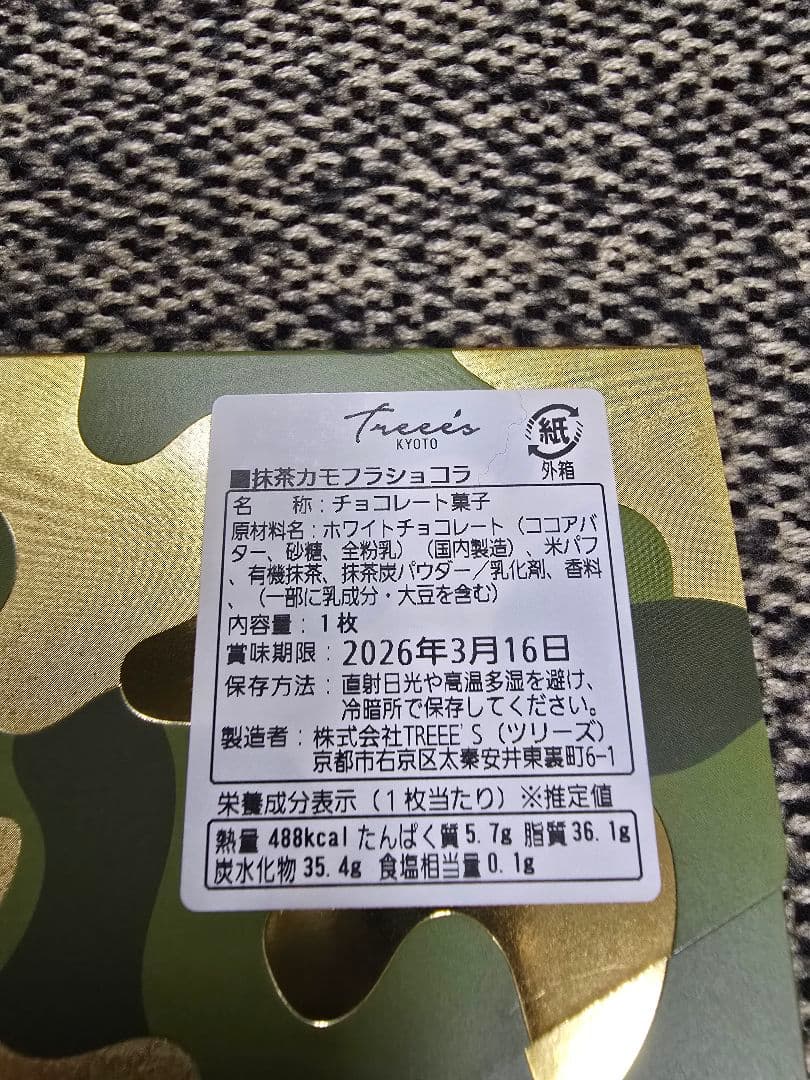 Treee's
KYOTO
紙
外箱
■抹茶カモフラショコラ
名　　称：チョコレート菓子
原材料名：ホワイトチョコレート（ココアバ
ター、砂糖、全粉乳）（国内製造）、米パフ
、有機抹茶、抹茶炭パウダー／乳化剤、香料
、（一部に乳成分・大豆を含む）
内容量：1枚
賞味期限：2026年3月16日
保存方法：直射日光や高温多湿を避け、
冷暗所で保存してください。
製造者：株式会社TREEE'S（ツリーズ）
京都市右京区太秦安井東裏町6-1
栄養成分表示（1枚当たり）※推定値
熱量 488kcal たんぱく質 5.7g 脂質 36.1g
炭水化物 35.4g 食塩相当量 0.1g